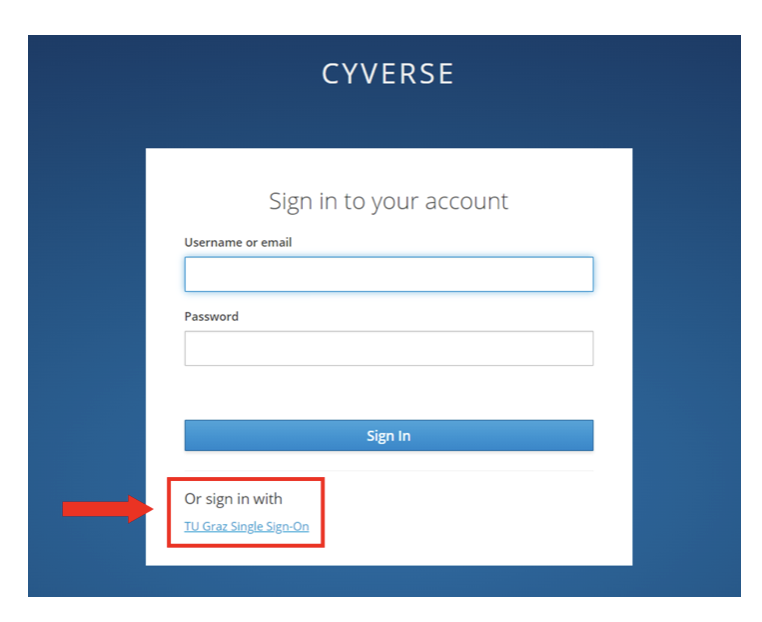 CYVERSE
Sign in to your account
Username or email
Password
Sign In
Or sign in with
TU Graz Single Sign-On